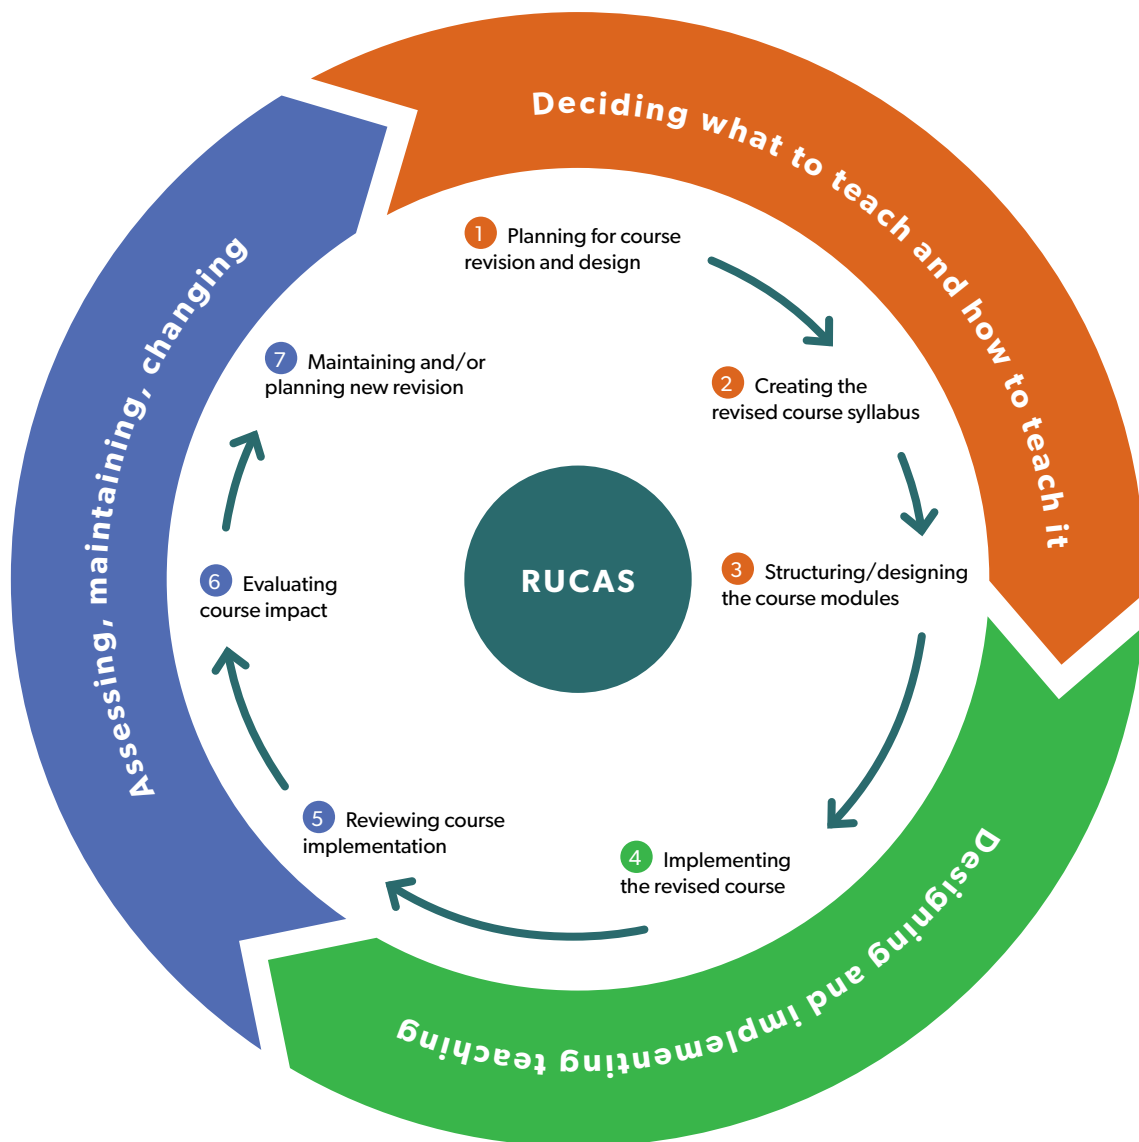 Deciding what to teach and how to teach it
1 Planning for course
revision and design
2 Creating the
revised course syllabus
3 Structuring/designing
the course modules
Designing and implementing teaching
4 Implementing
the revised course
5 Reviewing course
implementation
Assessing, maintaining, changing
6 Evaluating
course impact
7 Maintaining and/or
planning new revision
RUCAS